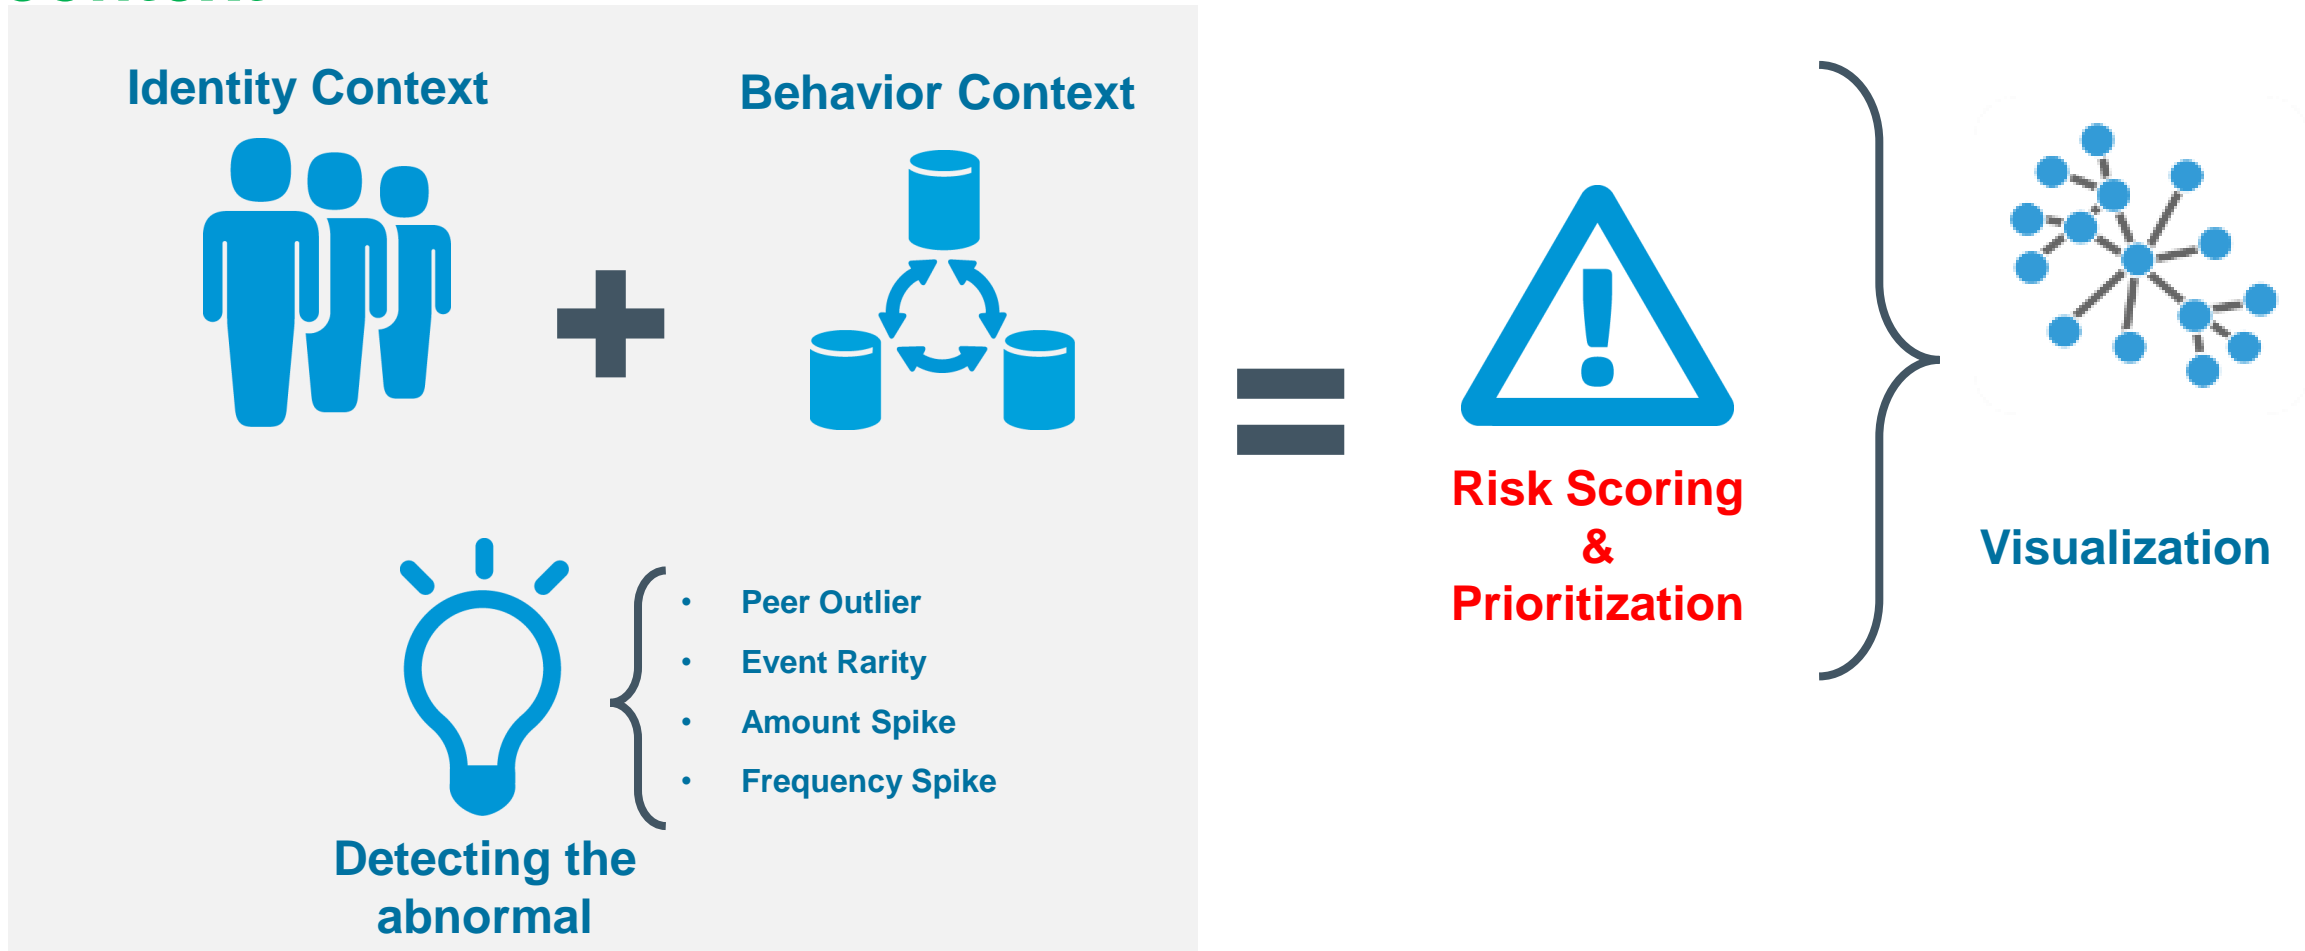 Identity Context
Behavior Context
Risk Scoring
&
Prioritization
Visualization
• Peer Outlier
• Event Rarity
• Amount Spike
• Frequency Spike
Detecting the
abnormal